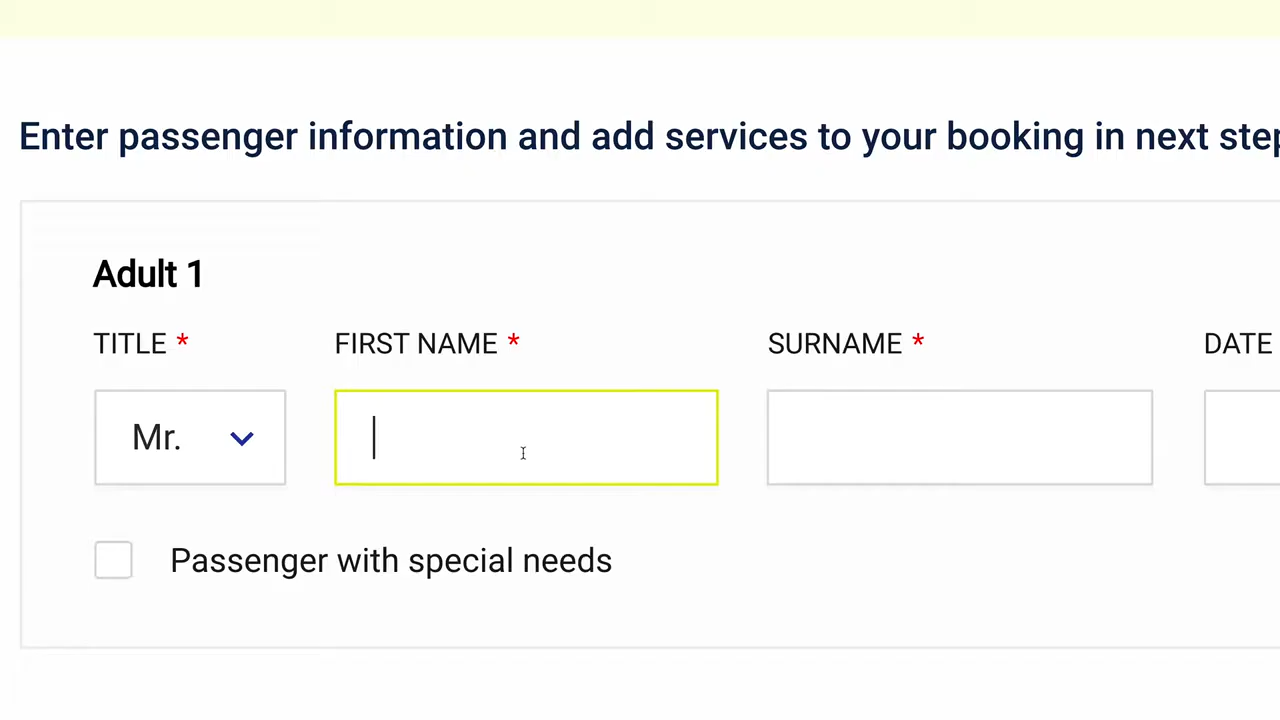 Enter passenger information and add services to your booking in next step
Adult 1
TITLE * FIRST NAME * SURNAME * DATE
Mr.
Passenger with special needs